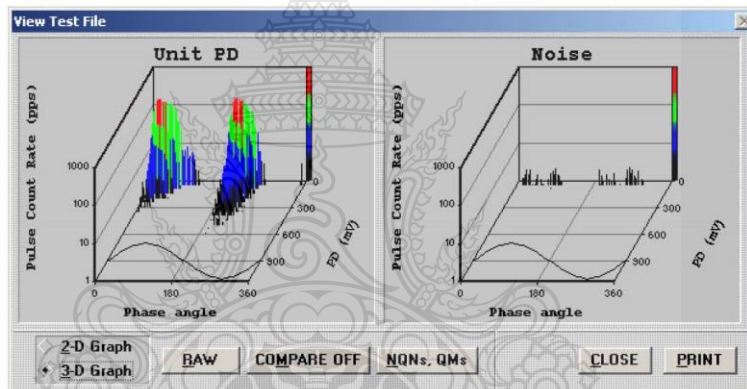 View Test File
Unit PD
Pulse Count Rate (pps)
1000
100
10
1
0
180
360
Phase angle
0
300
600
900
PD (mV)
Noise
Pulse Count Rate (pps)
1000
100
10
1
0
180
360
Phase angle
0
300
600
900
PD (mV)
2-D Graph
3-D Graph
RAW
COMPARE OFF
NQNs, QMs
CLOSE
PRINT